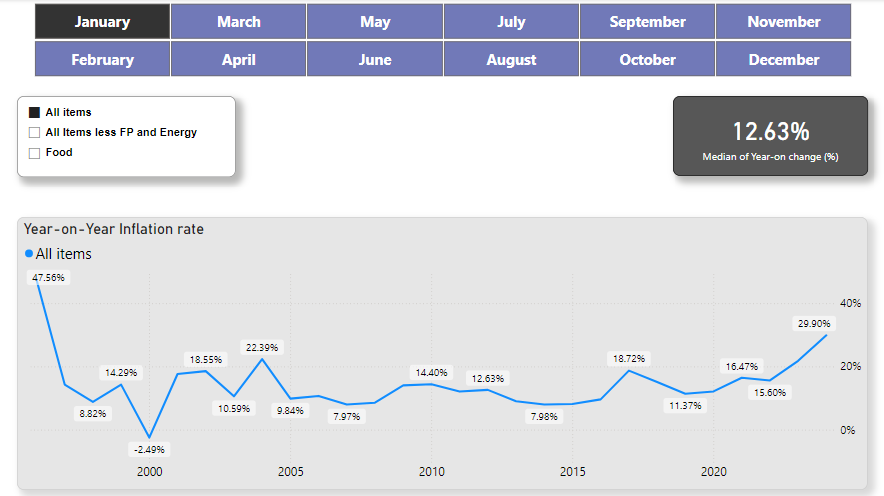 January March May July September November
February April June August October December
All items
All Items less FP and Energy
Food
12.63%
Median of Year-on change (%)
Year-on-Year Inflation rate
All items
47.56%
40%
29.90%
22.39%
18.55%
18.72%
14.29%
14.40%
12.63%
16.47%
20%
8.82%
10.59%
9.84%
7.97%
7.98%
11.37%
15.60%
0%
-2.49%
2000 2005 2010 2015 2020